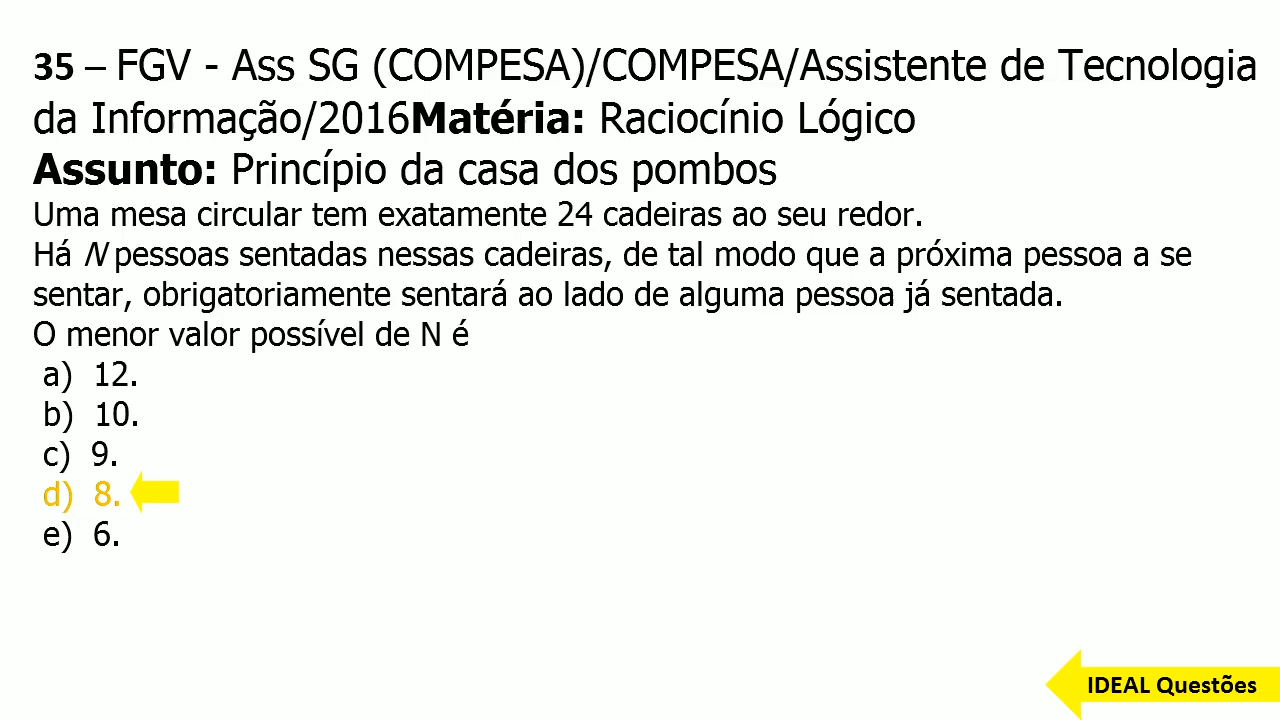 35 – FGV - Ass SG (COMPESA)/COMPESA/Assistente de Tecnologia
da Informação/2016Matéria: Raciocínio Lógico
Assunto: Princípio da casa dos pombos
Uma mesa circular tem exatamente 24 cadeiras ao seu redor.
Há N pessoas sentadas nessas cadeiras, de tal modo que a próxima pessoa a se
sentar, obrigatoriamente sentará ao lado de alguma pessoa já sentada.
O menor valor possível de N é
a) 12.
b) 10.
c) 9.
d) 8.
e) 6.
IDEAL Questões